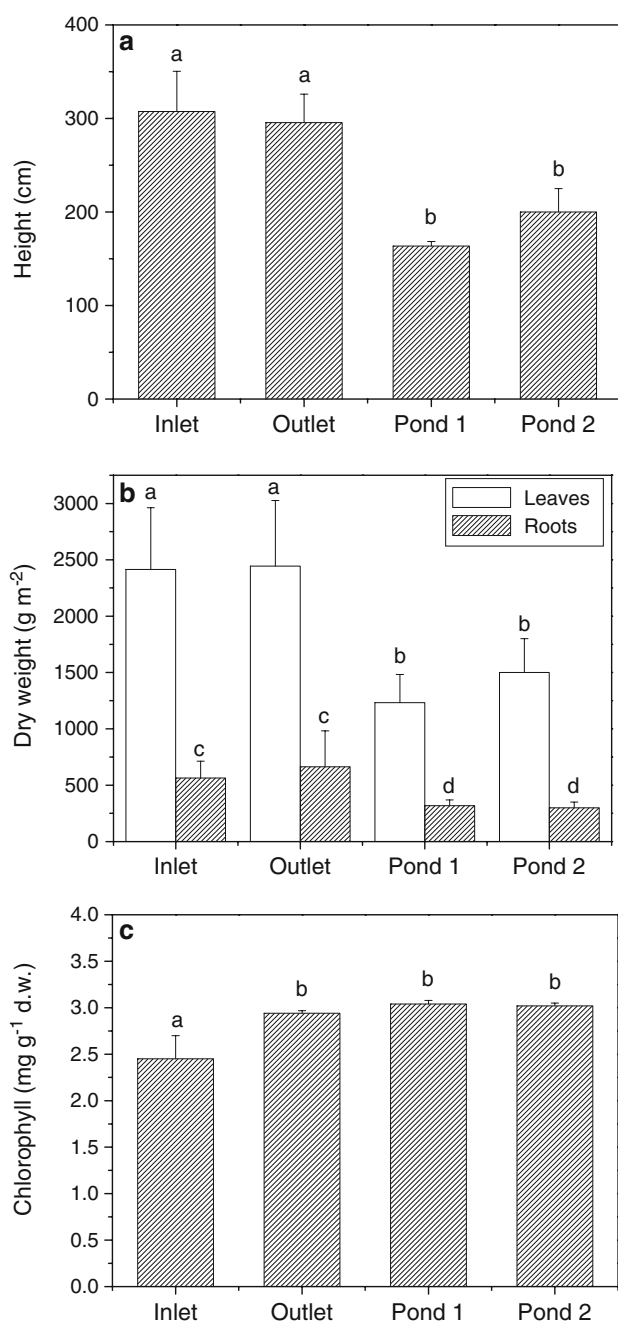 a
400
300
200
100
0
Height (cm)
a
a
b
b
Inlet Outlet Pond 1 Pond 2
b
3000
2500
2000
1500
1000
500
0
Dry weight (g m-2)
Leaves
Roots
a
a
b
b
c
c
d
d
Inlet Outlet Pond 1 Pond 2
c
4.0
3.5
3.0
2.5
2.0
1.5
1.0
0.5
0.0
Chlorophyll (mg g-1 d.w.)
a
b
b
b
Inlet Outlet Pond 1 Pond 2